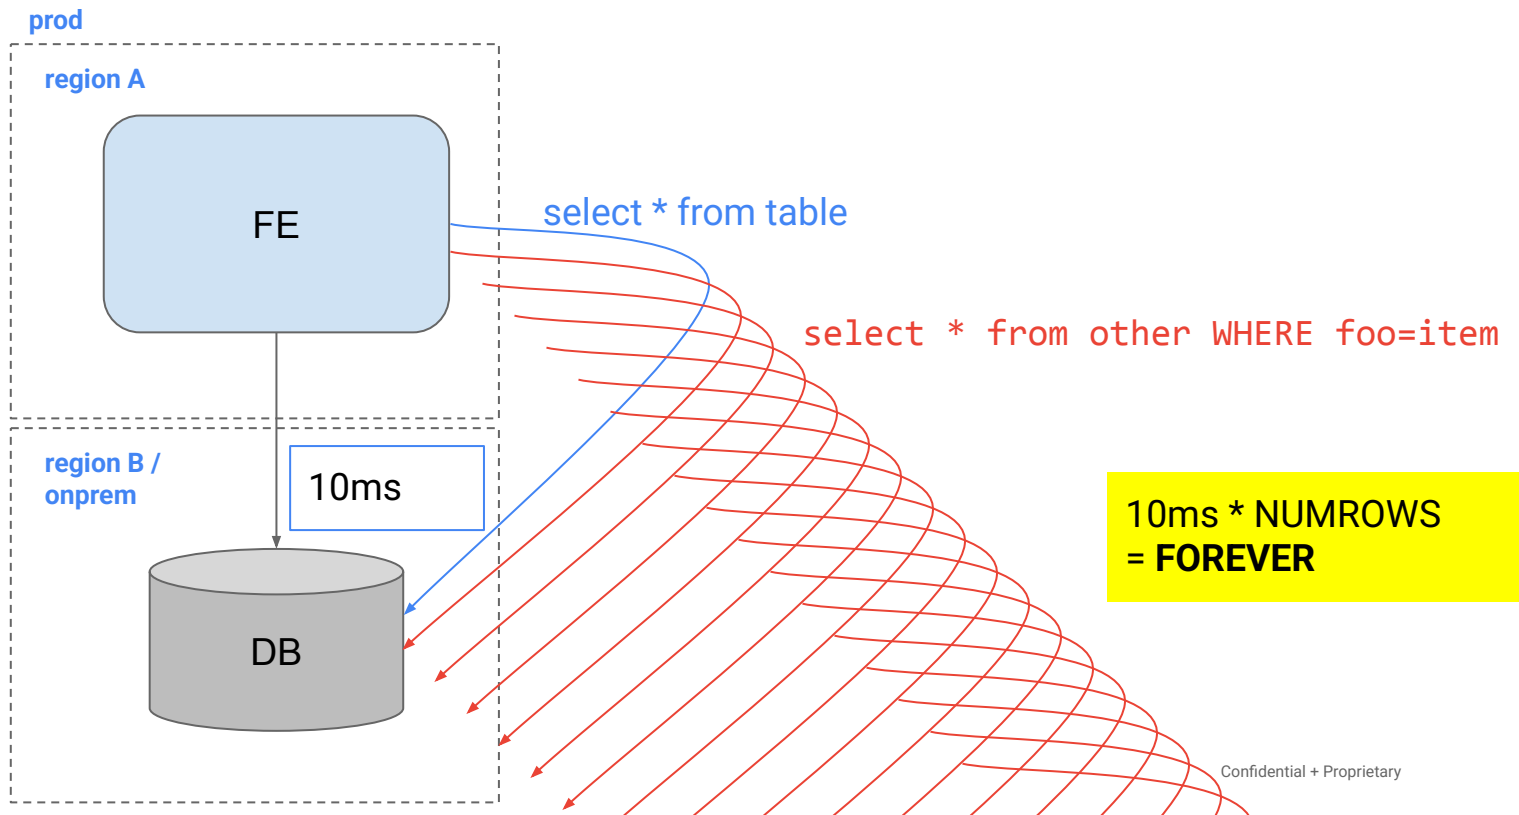 prod
region A
FE
select * from table
select * from other WHERE foo=item
region B /
onprem
10ms
10ms * NUMROWS
= FOREVER
DB
Confidential + Proprietary